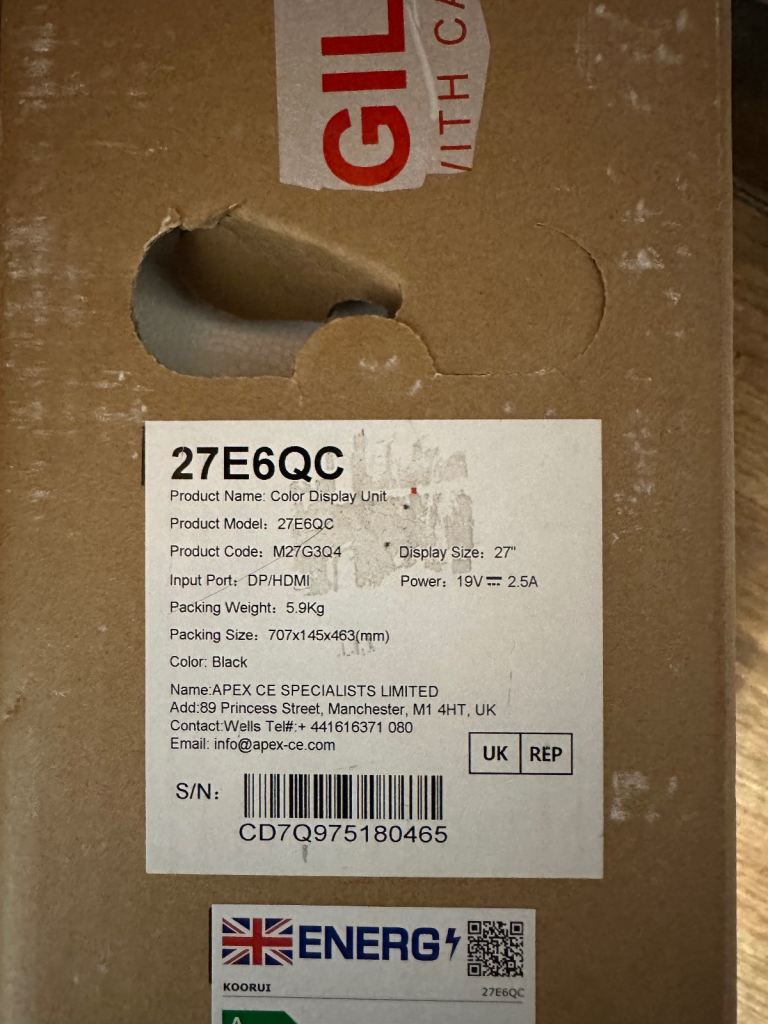 GIL
WITH CA
27E6QC
Product Name: Color Display Unit
Product Model: 27E6QC
Product Code: M27G3Q4 Display Size: 27"
Input Port: DP/HDMI Power: 19V⎓2.5A
Packing Weight: 5.9Kg
Packing Size: 707x145x463(mm)
Color: Black
Name:APEX CE SPECIALISTS LIMITED
Add:89 Princess Street, Manchester, M1 4HT, UK
Contact:Wells Tel#:+ 441616371 080
Email: info@apex-ce.com
UK REP
S/N:
CD7Q975180465
ENERG
KOORUI 27E6QC
A